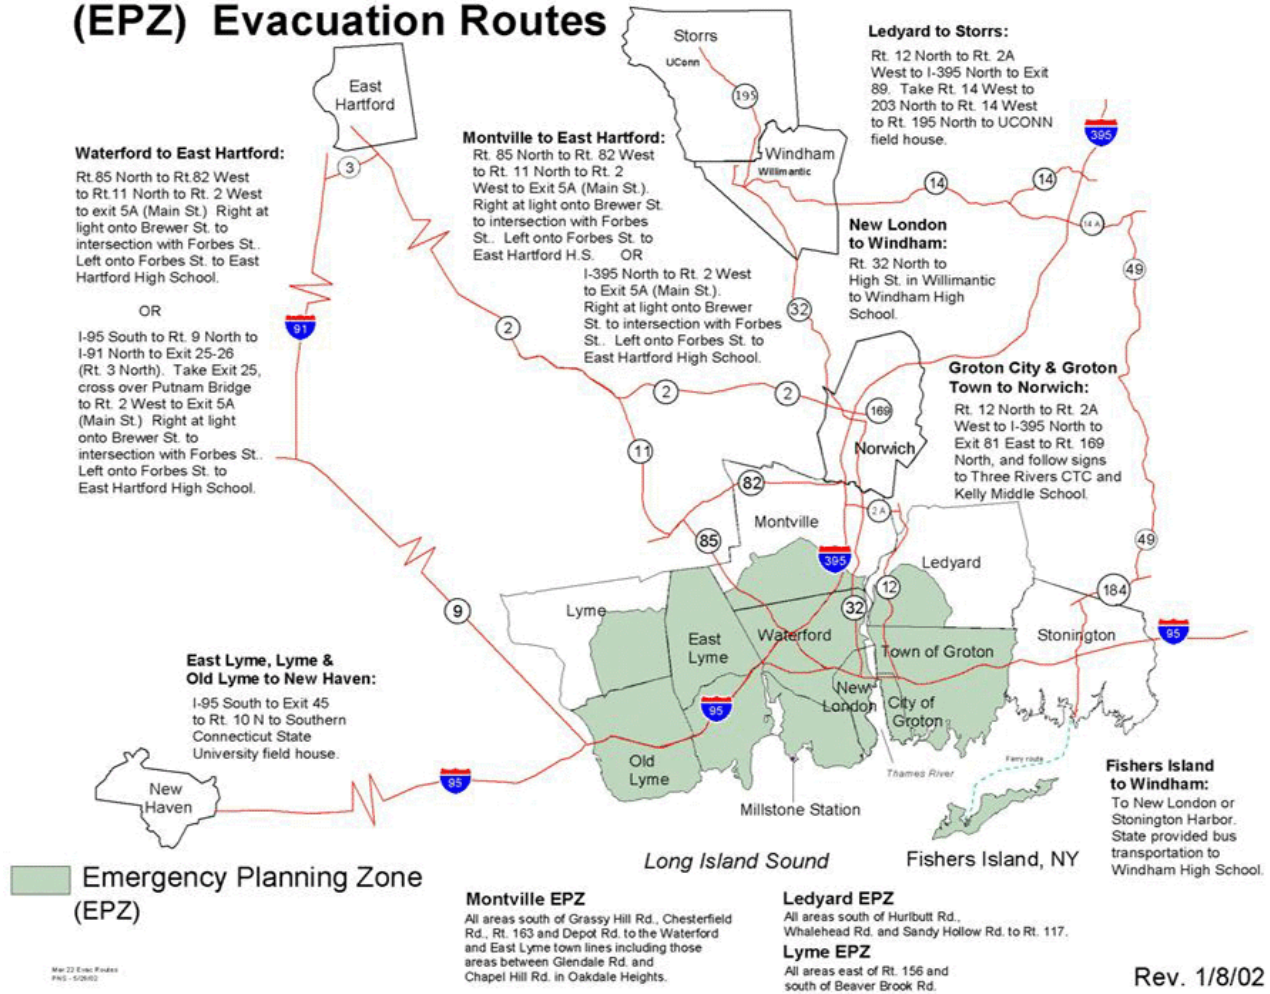 (EPZ) Evacuation Routes
East
Hartford
Storrs
UConn
195
Windham
Willimantic
Ledyard to Storrs:
Rt. 12 North to Rt. 2A
West to I-395 North to Exit
89. Take Rt. 14 West to
203 North to Rt. 14 West
to Rt. 195 North to UCONN
field house.
395
3
14
14
14 A
49
Waterford to East Hartford:
Rt.85 North to Rt.82 West
to Rt.11 North to Rt. 2 West
to exit 5A (Main St.) Right at
light onto Brewer St. to
intersection with Forbes St..
Left onto Forbes St. to East
Hartford High School.
OR
I-95 South to Rt. 9 North to
I-91 North to Exit 25-26
(Rt. 3 North). Take Exit 25,
cross over Putnam Bridge
to Rt. 2 West to Exit 5A
(Main St.) Right at light
onto Brewer St. to
intersection with Forbes St..
Left onto Forbes St. to
East Hartford High School.
91
Montville to East Hartford:
Rt. 85 North to Rt. 82 West
to Rt. 11 North to Rt. 2
West to Exit 5A (Main St.).
Right at light onto Brewer St.
to intersection with Forbes
St.. Left onto Forbes St. to
East Hartford H.S. OR
I-395 North to Rt. 2 West
to Exit 5A (Main St.).
Right at light onto Brewer
St. to intersection with Forbes
St.. Left onto Forbes St. to
East Hartford High School.
New London
to Windham:
Rt. 32 North to
High St. in Willimantic
to Windham High
School.
32
2
2
2
169
11
Norwich
Groton City & Groton
Town to Norwich:
Rt. 12 North to Rt. 2A
West to I-395 North to
Exit 81 East to Rt. 169
North, and follow signs
to Three Rivers CTC and
Kelly Middle School.
82
2 A
Montville
85
395
49
Ledyard
12
184
9
Lyme
32
East
Lyme
Waterford
Town of Groton
Stonington
95
East Lyme, Lyme &
Old Lyme to New Haven:
I-95 South to Exit 45
to Rt. 10 N to Southern
Connecticut State
University field house.
95
New
London
City of
Groton
Old
Lyme
95
New
Haven
Thames River
Ferry route
Millstone Station
Fishers Island
to Windham:
To New London or
Stonington Harbor.
State provided bus
transportation to
Windham High School.
Long Island Sound
Fishers Island, NY
Emergency Planning Zone
(EPZ)
Montville EPZ
All areas south of Grassy Hill Rd., Chesterfield
Rd., Rt. 163 and Depot Rd. to the Waterford
and East Lyme town lines including those
areas between Glendale Rd. and
Chapel Hill Rd. in Oakdale Heights.
Ledyard EPZ
All areas south of Hurlbutt Rd.,
Whalehead Rd. and Sandy Hollow Rd. to Rt. 117.
Lyme EPZ
All areas east of Rt. 156 and
south of Beaver Brook Rd.
Rev. 1/8/02